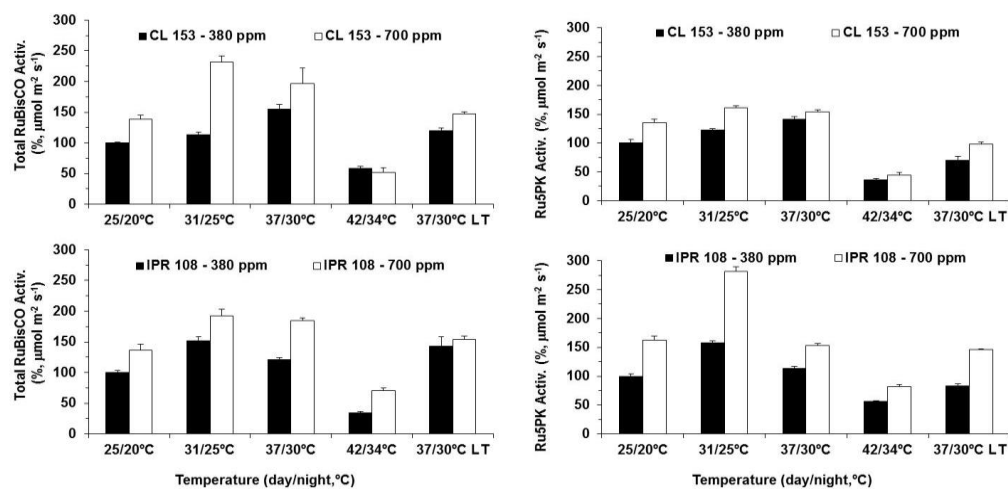 CL 153 - 380 ppm CL 153 - 700 ppm
Total RuBisCO Activ.
(%, µmol m⁻² s⁻¹)
300
250
200
150
100
50
0
25/20ºC 31/25ºC 37/30ºC 42/34ºC 37/30ºC LT
CL 153 - 380 ppm CL 153 - 700 ppm
Ru5PK Activ. (%, µmol m⁻² s⁻¹)
300
250
200
150
100
50
0
25/20ºC 31/25ºC 37/30ºC 42/34ºC 37/30ºC LT
IPR 108 - 380 ppm IPR 108 - 700 ppm
Total RuBisCO Activ.
(%, µmol m⁻² s⁻¹)
300
250
200
150
100
50
0
25/20ºC 31/25ºC 37/30ºC 42/34ºC 37/30ºC LT
Temperature (day/night,ºC)
IPR 108 - 380 ppm IPR 108 - 700 ppm
Ru5PK Activ. (%, µmol m⁻² s⁻¹)
300
250
200
150
100
50
0
25/20ºC 31/25ºC 37/30ºC 42/34ºC 37/30ºC LT
Temperature (day/night,ºC)